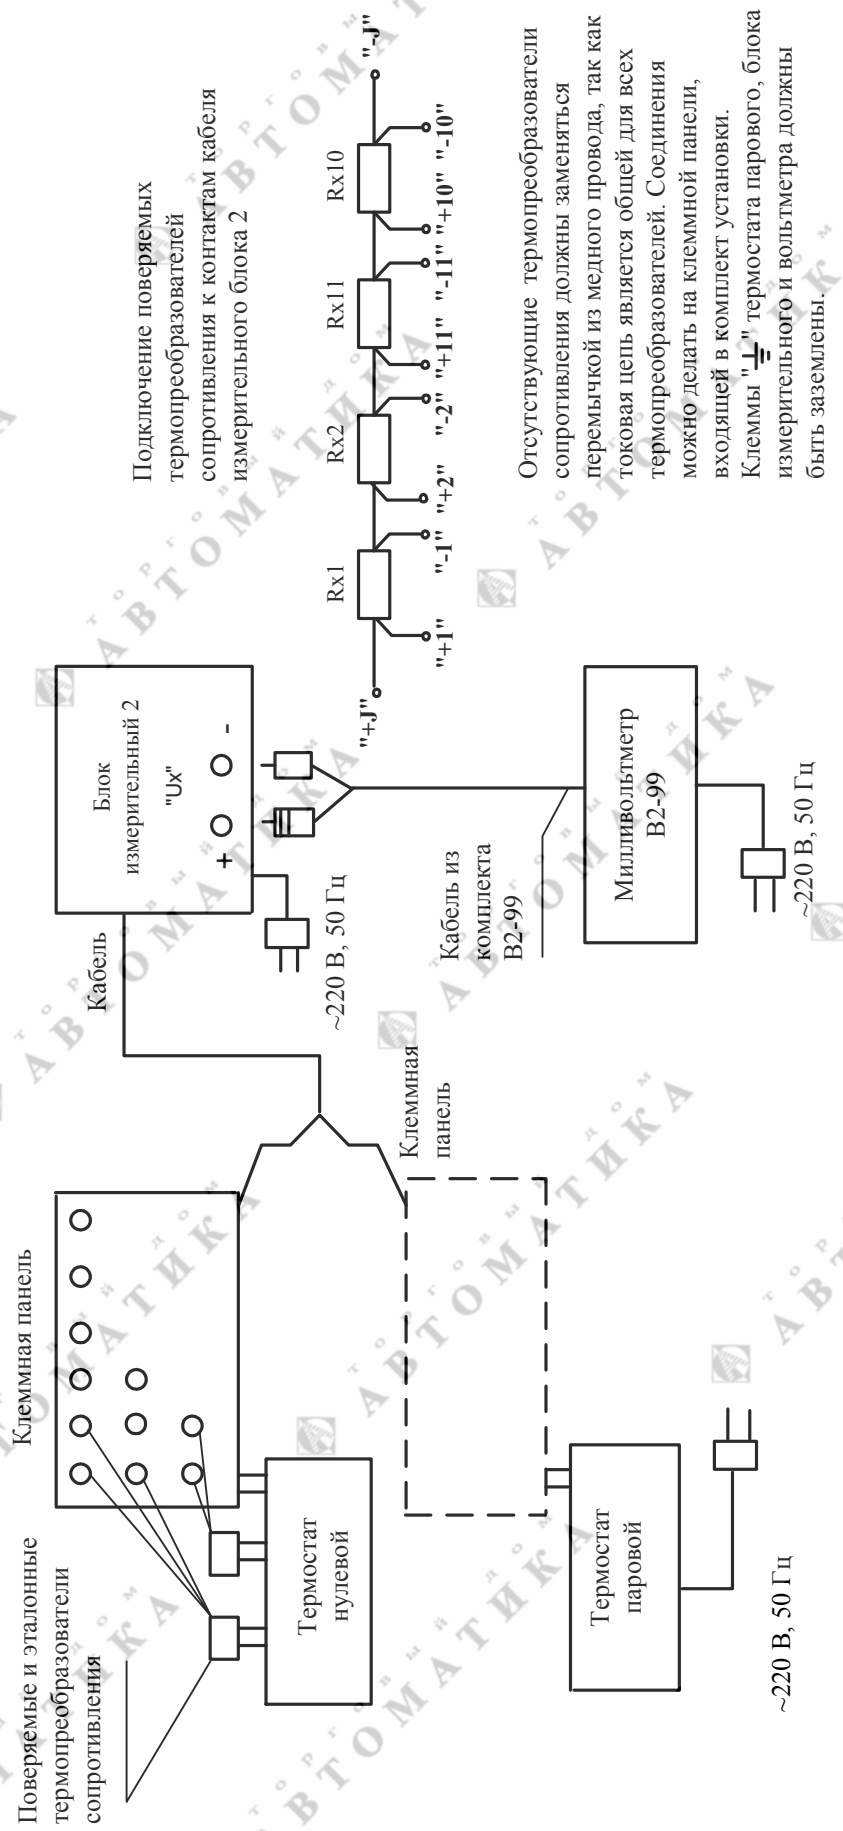 Поверяемые и эталонные
термопреобразователи
сопротивления
Клеммная панель
Термостат
нулевой
Клеммная
панель
Термостат
паровой
~220 В, 50 Гц
Кабель
Блок
измерительный 2
"Ux"
+ -
~220 В, 50 Гц
Кабель из
комплекта
В2-99
Милливольтметр
В2-99
~220 В, 50 Гц
Подключение поверяемых
термопреобразователей
сопротивления к контактам кабеля
измерительного блока 2
Rx1 Rx2 Rx11 Rx10
"+J" "-J"
"+1" "-1" "+2" "-2" "+11" "-11" "+10" "-10"
Отсутствующие термопреобразователи
сопротивления должны заменяться
перемычкой из медного провода, так как
токовая цепь является общей для всех
термопреобразователей. Соединения
можно делать на клеммной панели,
входящей в комплект установки.
Клеммы "⏚" термостата парового, блока
измерительного и вольтметра должны
быть заземлены.
торговый дом
АВТОМАТИКА